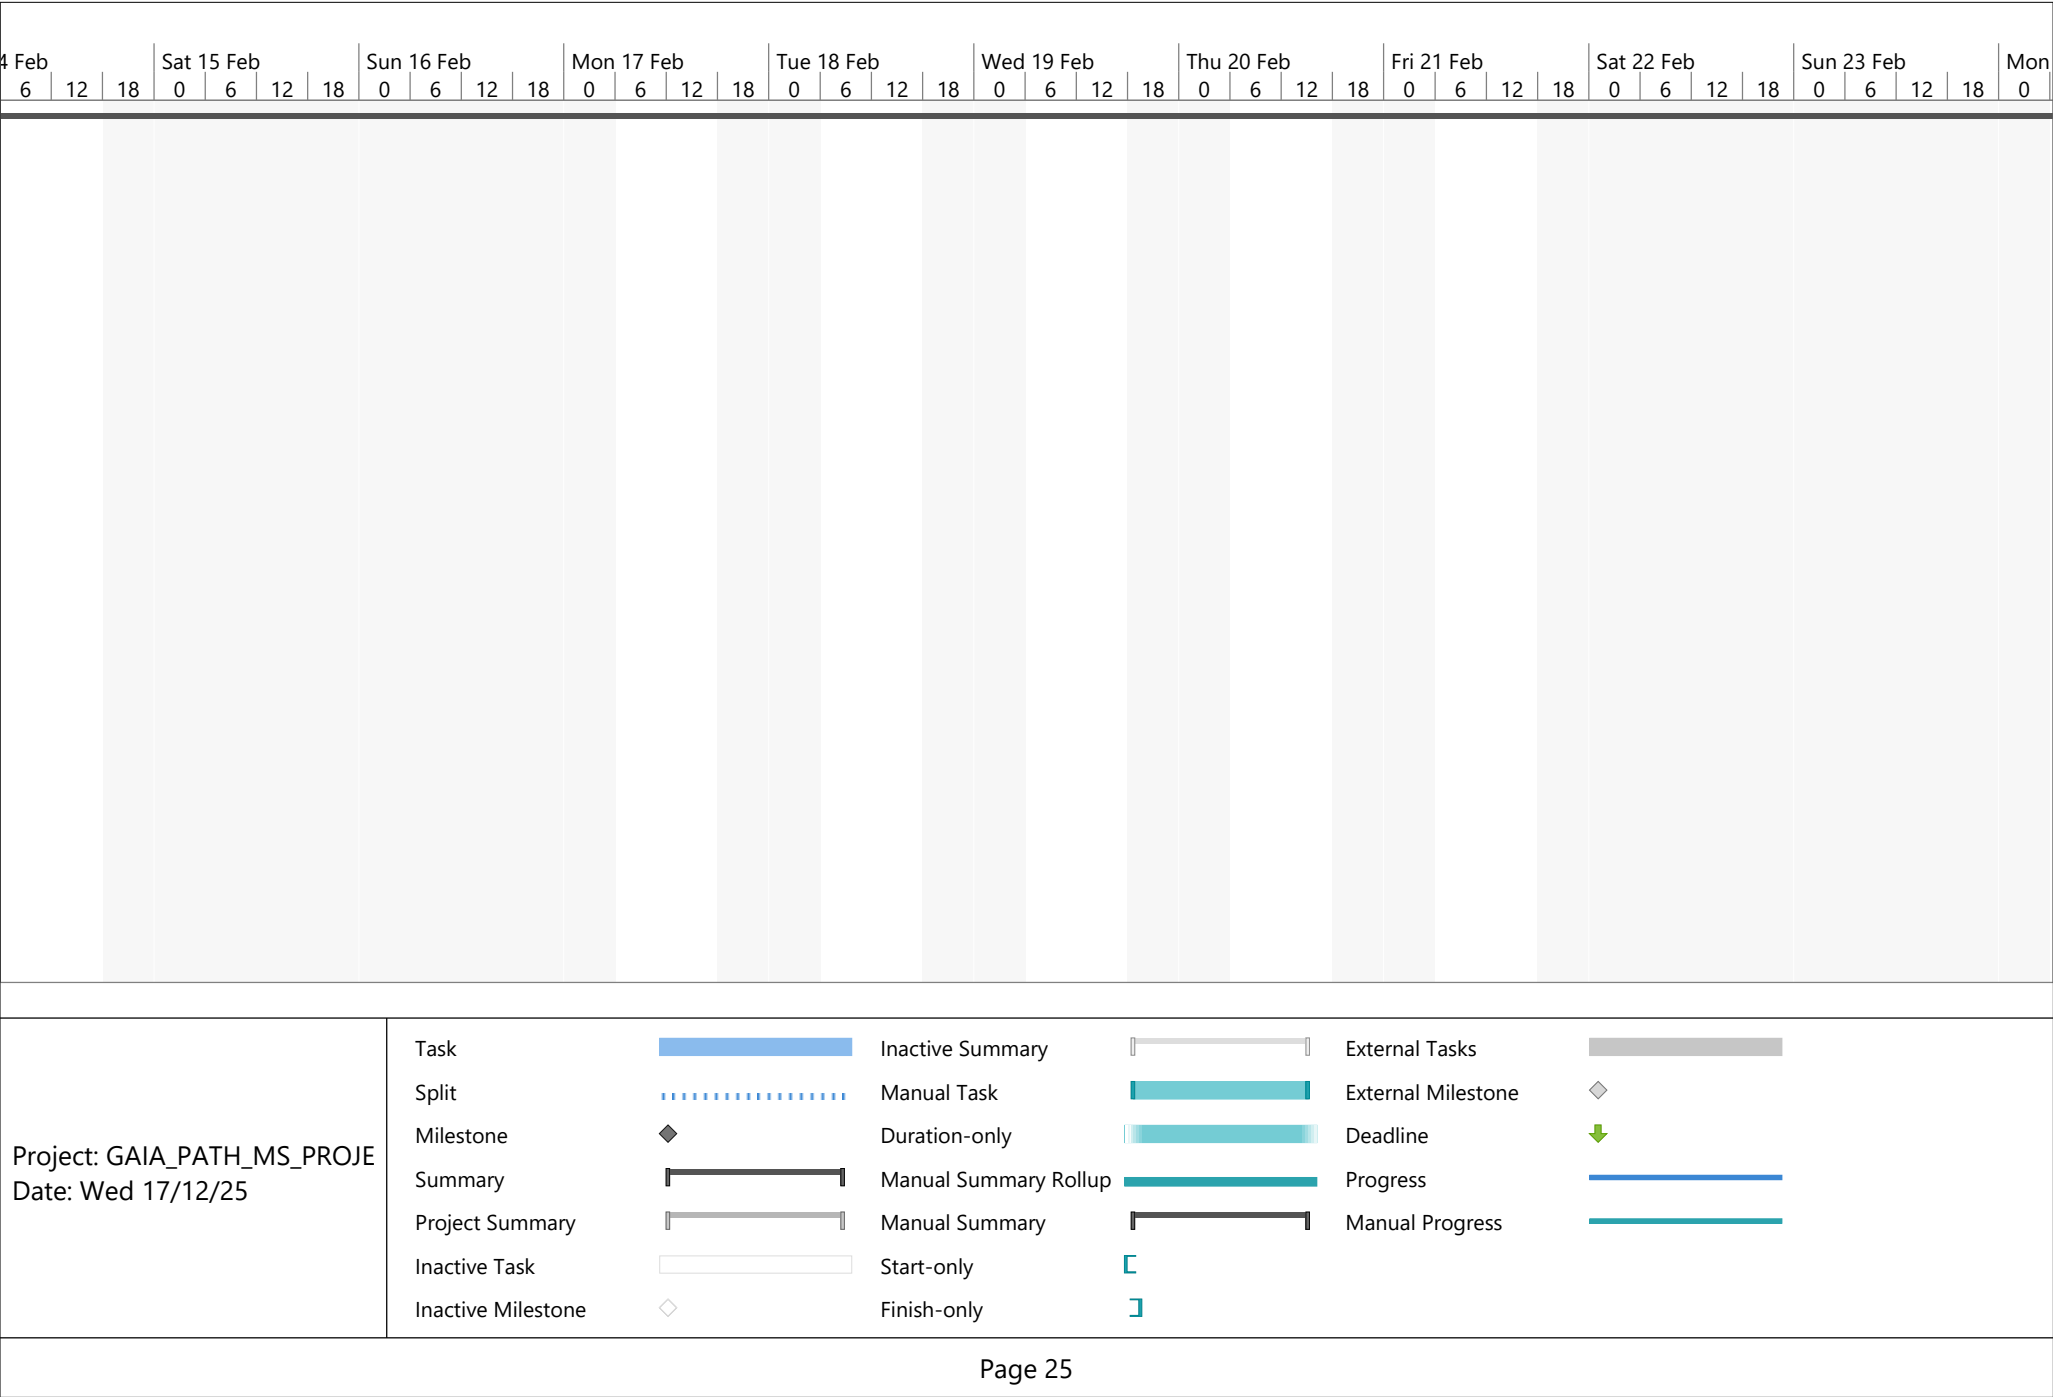 4 Feb Sat 15 Feb Sun 16 Feb Mon 17 Feb Tue 18 Feb Wed 19 Feb Thu 20 Feb Fri 21 Feb Sat 22 Feb Sun 23 Feb Mon
6 12 18 0 6 12 18 0 6 12 18 0 6 12 18 0 6 12 18 0 6 12 18 0 6 12 18 0 6 12 18 0 6 12 18 0 6 12 18 0
Project: GAIA_PATH_MS_PROJE
Date: Wed 17/12/25
Task
Split
Milestone
Summary
Project Summary
Inactive Task
Inactive Milestone
Inactive Summary
Manual Task
Duration-only
Manual Summary Rollup
Manual Summary
Start-only
Finish-only
External Tasks
External Milestone
Deadline
Progress
Manual Progress
Page 25